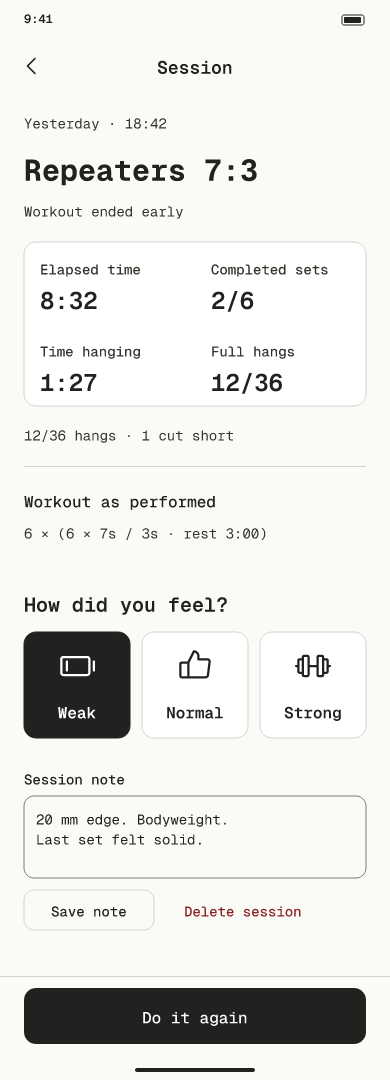 9:41
Session
Yesterday · 18:42
Repeaters 7:3
Workout ended early
Elapsed time
Completed sets
8:32
2/6
Time hanging
Full hangs
1:27
12/36
12/36 hangs · 1 cut short
Workout as performed
6 × (6 × 7s / 3s · rest 3:00)
How did you feel?
Weak
Normal
Strong
Session note
20 mm edge. Bodyweight.
Last set felt solid.
Save note
Delete session
Do it again